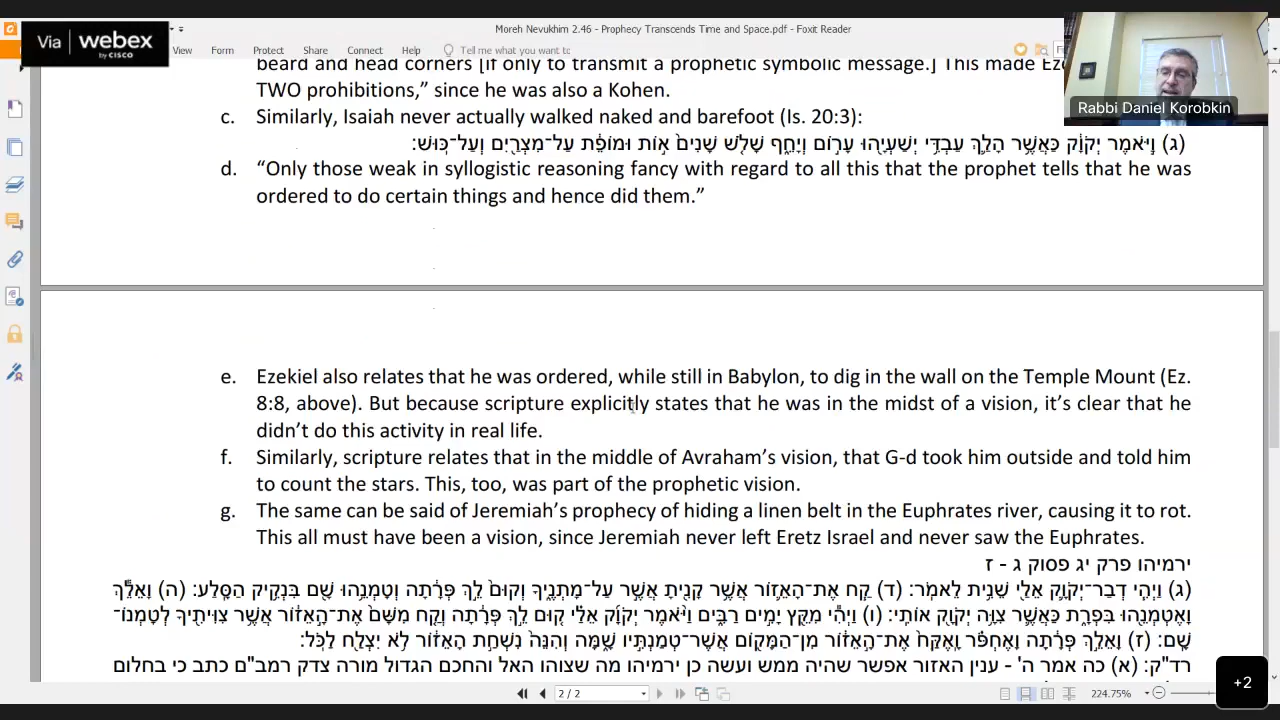 Via webex
by CISCO
Moreh Nevukhim 2.46 - Prophecy Transcends Time and Space.pdf - Foxit Reader
View Form Protect Share Connect Help Tell me what you want to
Rabbi Daniel Korobkin
beard and head corners [if only to transmit a prophetic symbolic message.] This made
TWO prohibitions,” since he was also a Kohen.
c. Similarly, Isaiah never actually walked naked and barefoot (Is. 20:3):
(ג) וַיֹּאמֶר יְקֹוָק כַּאֲשֶׁר הָלַךְ עַבְדִּי יְשַׁעְיָהוּ עָרוֹם וְיָחֵף שָׁלֹשׁ שָׁנִים אוֹת וּמוֹפֵת עַל־מִצְרַיִם וְעַל־כּוּשׁ:
d. “Only those weak in syllogistic reasoning fancy with regard to all this that the prophet tells that he was
ordered to do certain things and hence did them.”
e. Ezekiel also relates that he was ordered, while still in Babylon, to dig in the wall on the Temple Mount (Ez.
8:8, above). But because scripture explicitly states that he was in the midst of a vision, it’s clear that he
didn’t do this activity in real life.
f. Similarly, scripture relates that in the middle of Avraham’s vision, that G-d took him outside and told him
to count the stars. This, too, was part of the prophetic vision.
g. The same can be said of Jeremiah’s prophecy of hiding a linen belt in the Euphrates river, causing it to rot.
This all must have been a vision, since Jeremiah never left Eretz Israel and never saw the Euphrates.
ירמיהו פרק יג פסוק ג - ז
(ג) וַיְהִי דְבַר־יְקֹוָק אֵלַי שֵׁנִית לֵאמֹר: (ד) קַח אֶת־הָאֵזוֹר אֲשֶׁר קָנִיתָ אֲשֶׁר עַל־מָתְנֶיךָ וְקוּם לֵךְ פְּרָתָה וְטָמְנֵהוּ שָׁם בִּנְקִיק הַסָּלַע: (ה) וָאֵלֵךְ
וָאֶטְמְנֵהוּ בִּפְרָת כַּאֲשֶׁר צִוָּה יְקֹוָק אוֹתִי: (ו) וַיְהִי מִקֵּץ יָמִים רַבִּים וַיֹּאמֶר יְקֹוָק אֵלַי קוּם לֵךְ פְּרָתָה וְקַח מִשָּׁם אֶת־הָאֵזוֹר אֲשֶׁר צִוִּיתִיךָ לְטָמְנוֹ־
שָׁם: (ז) וָאֵלֵךְ פְּרָתָה וָאֶחְפֹּר וָאֶקַּח אֶת־הָאֵזוֹר מִן־הַמָּקוֹם אֲשֶׁר־טְמַנְתִּיו שָׁמָּה וְהִנֵּה נִשְׁחַת הָאֵזוֹר לֹא יִצְלַח לַכֹּל:
רד"ק: (א) כה אמר ה' - ענין האזור אפשר שהיה ממש ועשה כן ירמיהו מה שצוהו האל והחכם הגדול מורה צדק רמב"ם כתב כי בחלום
2 / 2
224.75%
+2